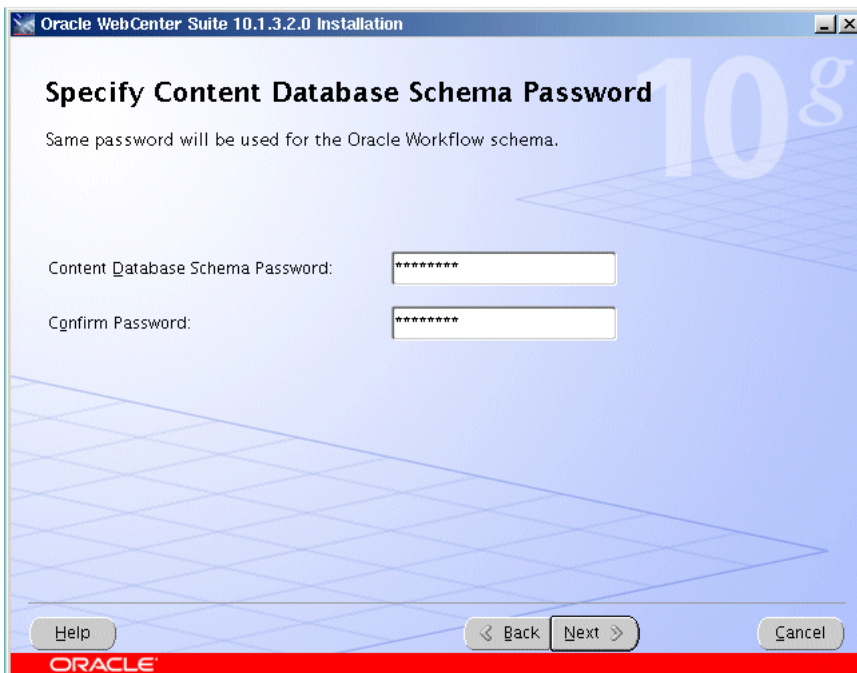 Oracle WebCenter Suite 10.1.3.2.0 Installation
10g
Specify Content Database Schema Password
Same password will be used for the Oracle Workflow schema.
Content Database Schema Password:
********
Confirm Password:
********
Help
Back
Next
Cancel
ORACLE